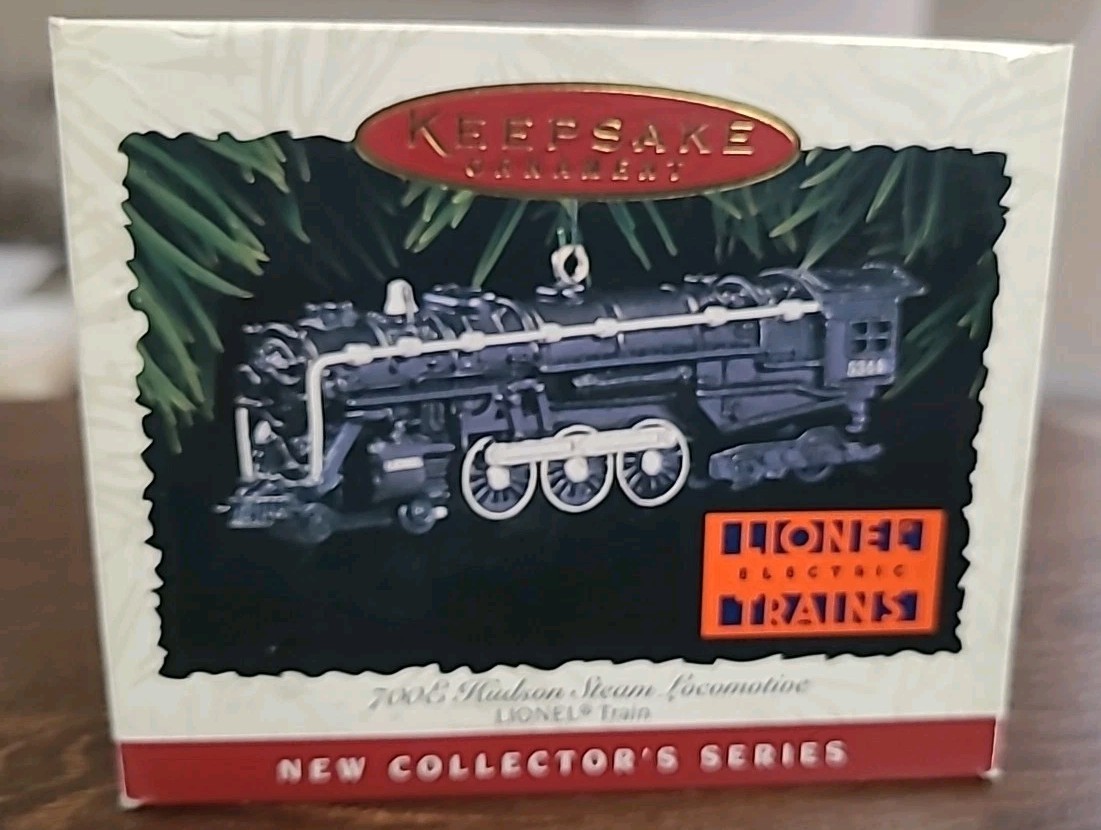 KEEPSAKE
ORNAMENT
LIONEL®
ELECTRIC
TRAINS
700E Hudson Steam Locomotive
LIONEL® Train
NEW COLLECTOR'S SERIES